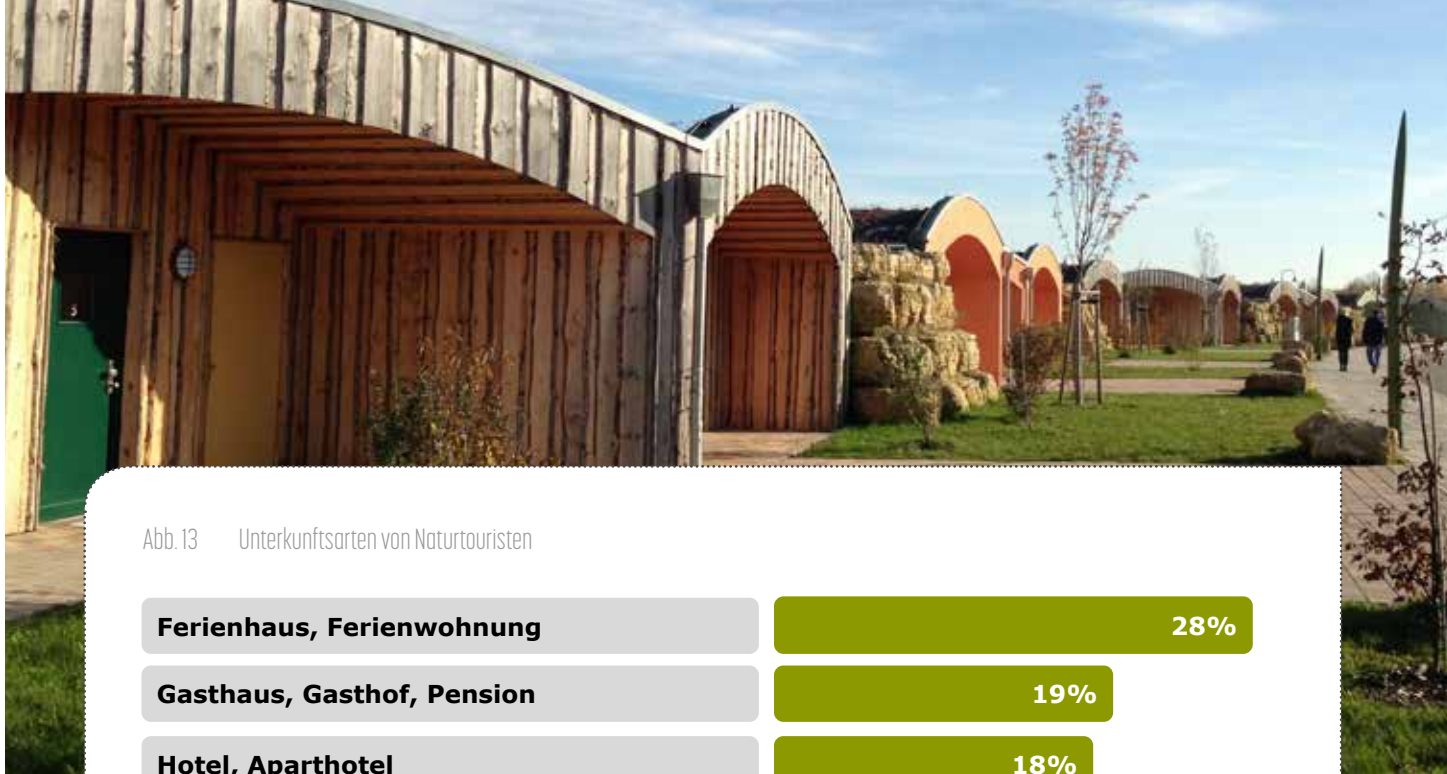 Abb. 13 Unterkunftsarten von Naturtouristen
Ferienhaus, Ferienwohnung 28%
Gasthaus, Gasthof, Pension 19%
Hotel, Aparthotel 18%